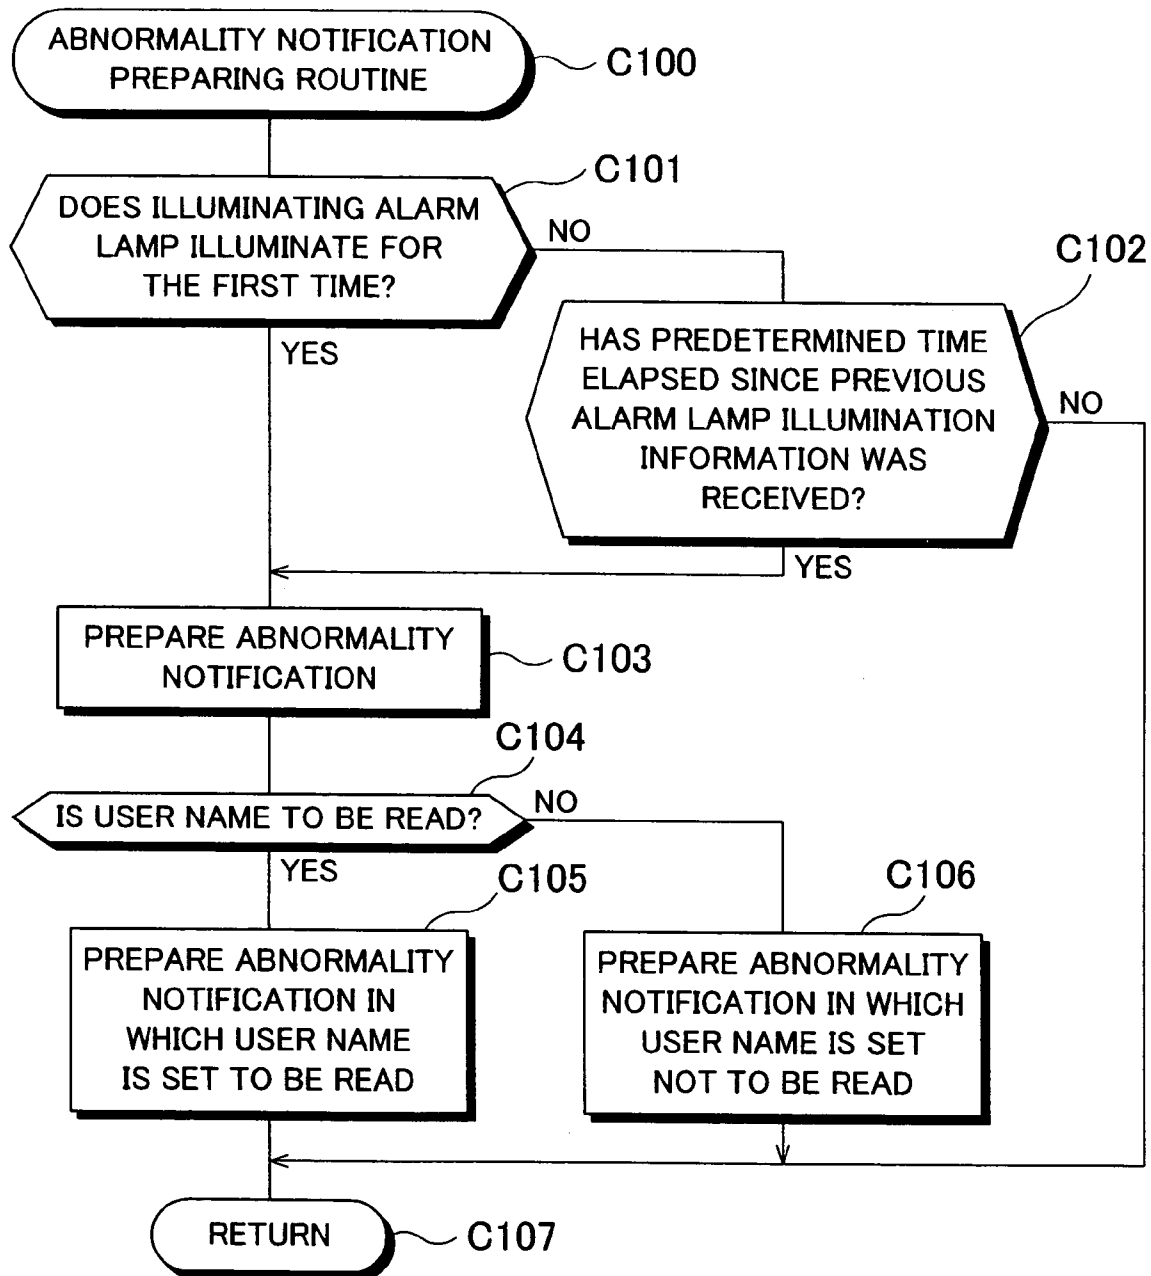 ABNORMALITY NOTIFICATION
PREPARING ROUTINE
C100
C101
DOES ILLUMINATING ALARM
LAMP ILLUMINATE FOR
THE FIRST TIME?
NO
YES
C102
HAS PREDETERMINED TIME
ELAPSED SINCE PREVIOUS
ALARM LAMP ILLUMINATION
INFORMATION WAS
RECEIVED?
NO
YES
PREPARE ABNORMALITY
NOTIFICATION
C103
C104
IS USER NAME TO BE READ?
NO
YES
C105
PREPARE ABNORMALITY
NOTIFICATION IN
WHICH USER NAME
IS SET TO BE READ
C106
PREPARE ABNORMALITY
NOTIFICATION IN WHICH
USER NAME IS SET
NOT TO BE READ
RETURN
C107